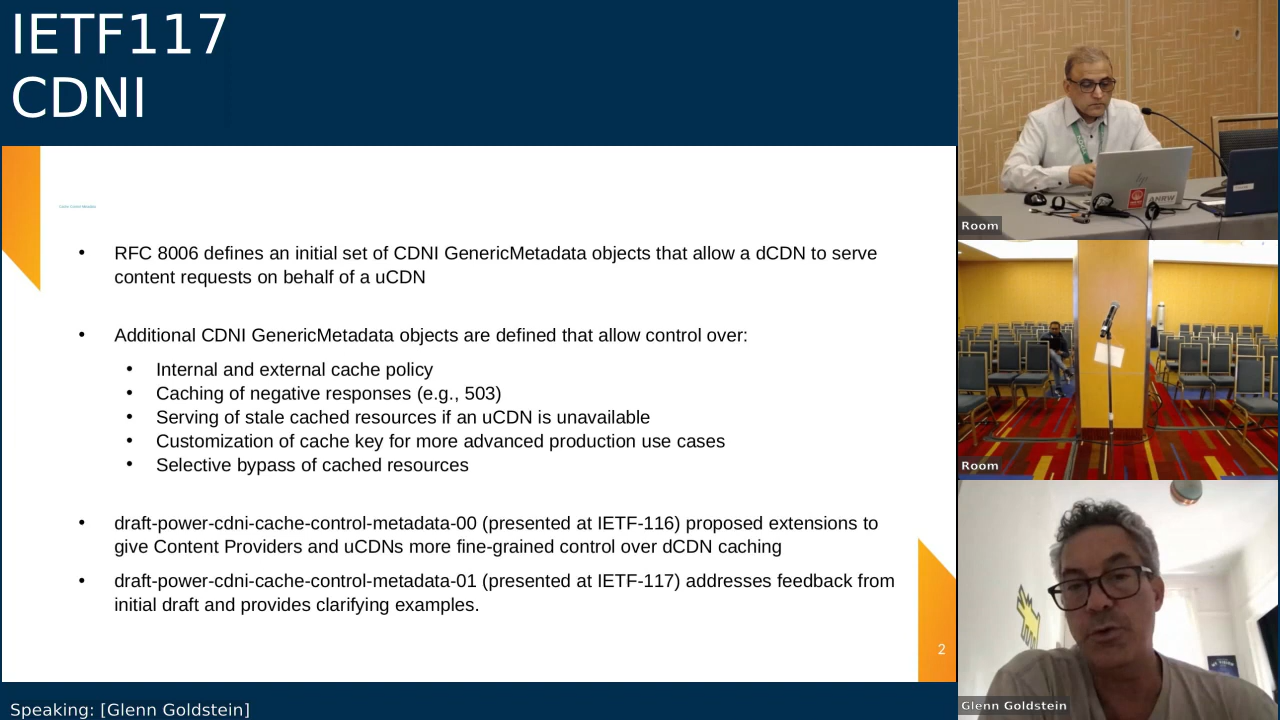 IETF117
CDNI
Cache Control Metadata
• RFC 8006 defines an initial set of CDNI GenericMetadata objects that allow a dCDN to serve
content requests on behalf of a uCDN
• Additional CDNI GenericMetadata objects are defined that allow control over:
• Internal and external cache policy
• Caching of negative responses (e.g., 503)
• Serving of stale cached resources if an uCDN is unavailable
• Customization of cache key for more advanced production use cases
• Selective bypass of cached resources
• draft-power-cdni-cache-control-metadata-00 (presented at IETF-116) proposed extensions to
give Content Providers and uCDNs more fine-grained control over dCDN caching
• draft-power-cdni-cache-control-metadata-01 (presented at IETF-117) addresses feedback from
initial draft and provides clarifying examples.
2
Speaking: [Glenn Goldstein]
hp
ANRW
Room
Room
Glenn Goldstein